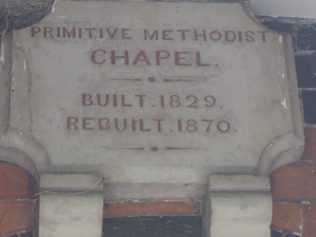 PRIMITIVE METHODIST
CHAPEL.
BUILT.1829.
REBUILT.1870.